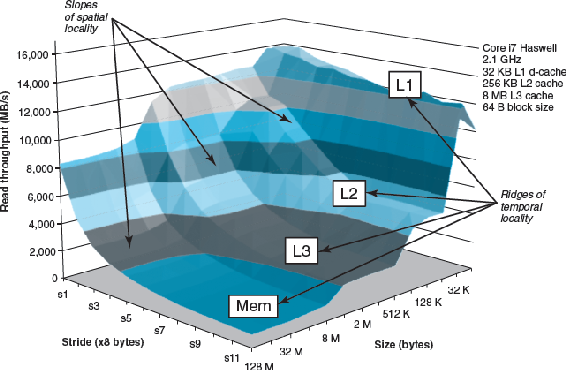 Slopes
of spatial
locality
16,000
14,000
12,000
10,000
8,000
6,000
4,000
2,000
0
Read throughput (MB/s)
Core i7 Haswell
2.1 GHz
32 KB L1 d-cache
256 KB L2 cache
8 MB L3 cache
64 B block size
L1
L2
L3
Mem
Ridges of
temporal
locality
s1
s3
s5
s7
s9
s11
Stride (x8 bytes)
128 M
32 M
8 M
2 M
512 K
128 K
32 K
Size (bytes)